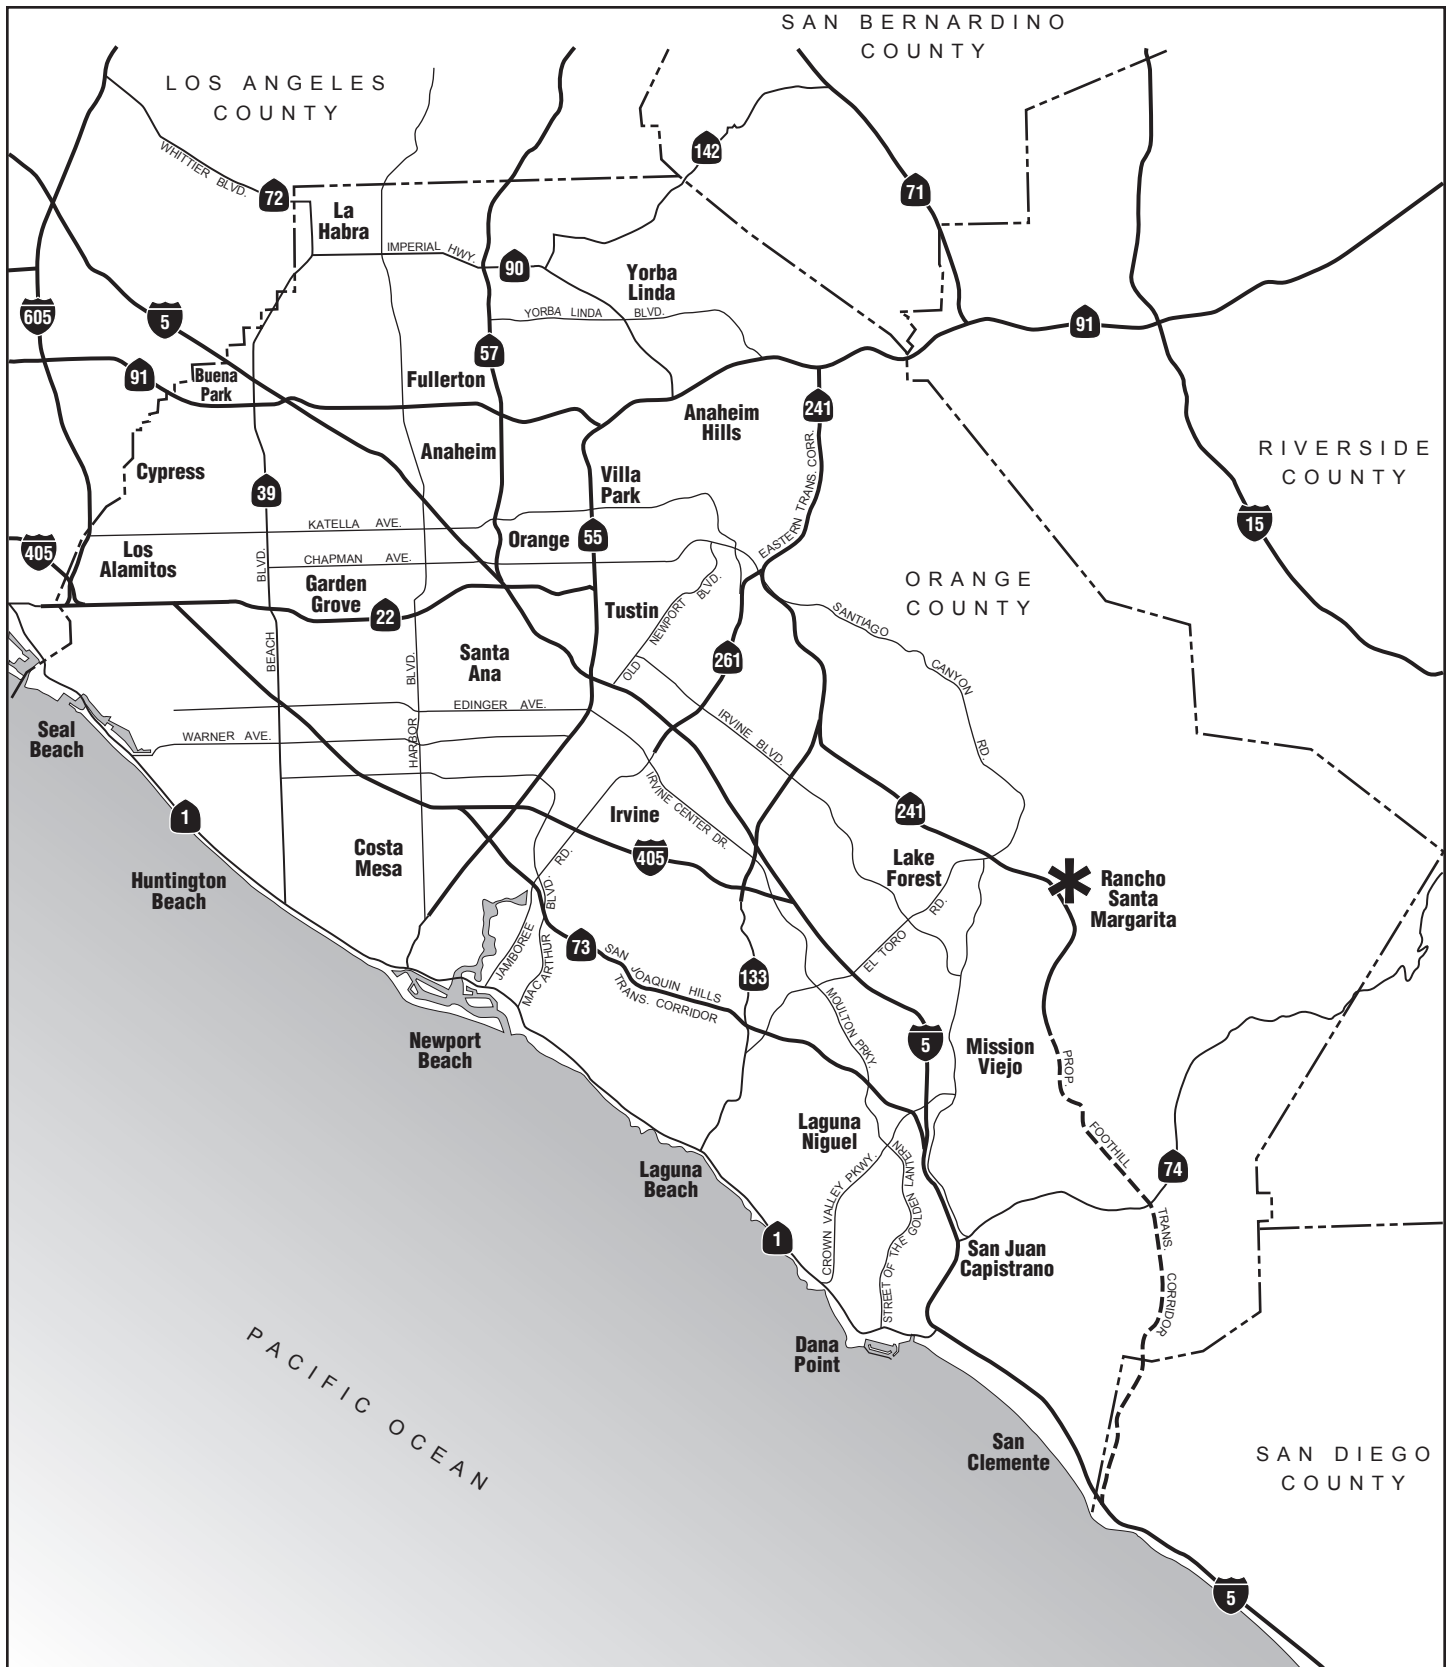 SAN BERNARDINO
COUNTY
LOS ANGELES
COUNTY
WHITTIER BLVD.
72
142
71
La
Habra
IMPERIAL HWY.
90
Yorba
Linda
YORBA LINDA BLVD.
605
5
91
57
91
Buena
Park
Fullerton
241
Anaheim
Hills
EASTERN TRANS. CORR.
Anaheim
Cypress
Villa
Park
RIVERSIDE
COUNTY
39
KATELLA AVE.
Orange
55
15
405
Los
Alamitos
BLVD.
CHAPMAN AVE.
Garden
Grove
22
Tustin
OLD NEWPORT BLVD.
ORANGE
COUNTY
SANTIAGO CANYON RD.
BEACH
BLVD.
Santa
Ana
261
EDINGER AVE.
WARNER AVE.
HARBOR
IRVINE BLVD.
Seal
Beach
IRVINE CENTER DR.
1
Irvine
241
Costa
Mesa
405
Lake
Forest
Rancho
Santa
Margarita
Huntington
Beach
JAMBOREE RD.
MAC ARTHUR BLVD.
73
SAN JOAQUIN HILLS
TRANS. CORRIDOR
133
EL TORO RD.
MOULTON PRKY.
Newport
Beach
5
Mission
Viejo
PROP. FOOTHILL TRANS. CORRIDOR
Laguna
Niguel
Laguna
Beach
CROWN VALLEY PKWY.
STREET OF THE GOLDEN LANTERN
74
1
San Juan
Capistrano
Dana
Point
PACIFIC OCEAN
San
Clemente
SAN DIEGO
COUNTY
5